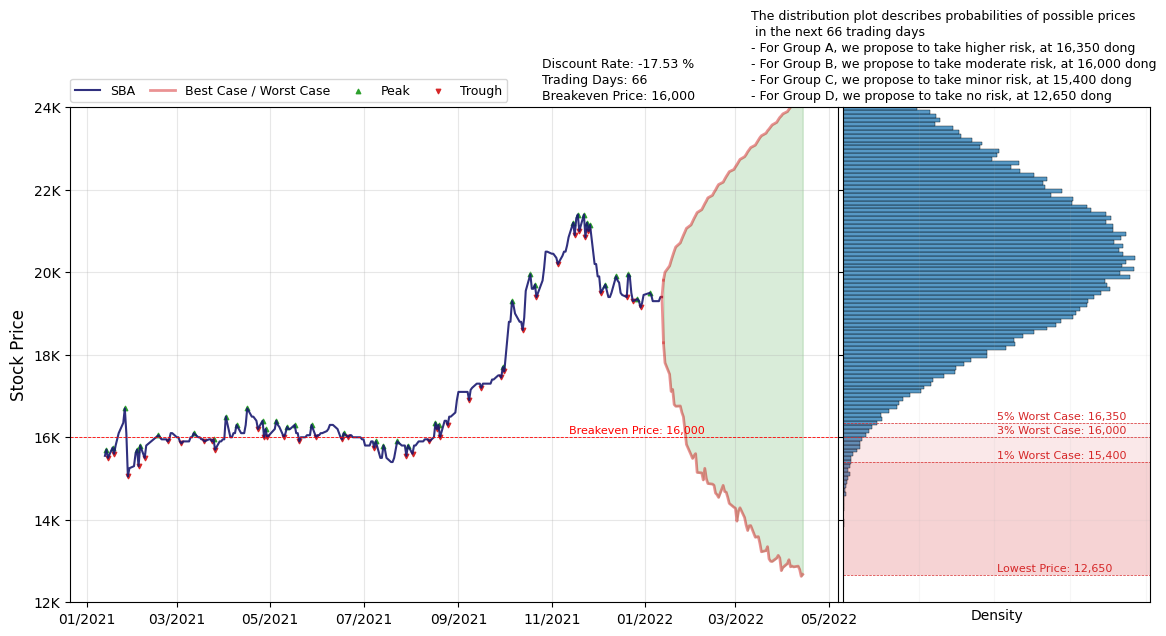 The distribution plot describes probabilities of possible prices
in the next 66 trading days
- For Group A, we propose to take higher risk, at 16,350 dong
- For Group B, we propose to take moderate risk, at 16,000 dong
- For Group C, we propose to take minor risk, at 15,400 dong
- For Group D, we propose to take no risk, at 12,650 dong
Discount Rate: -17.53 %
Trading Days: 66
Breakeven Price: 16,000
SBA
Best Case / Worst Case
Peak
Trough
Stock Price
24K
22K
20K
18K
16K
14K
12K
Breakeven Price: 16,000
5% Worst Case: 16,350
3% Worst Case: 16,000
1% Worst Case: 15,400
Lowest Price: 12,650
01/2021
03/2021
05/2021
07/2021
09/2021
11/2021
01/2022
03/2022
05/2022
Density